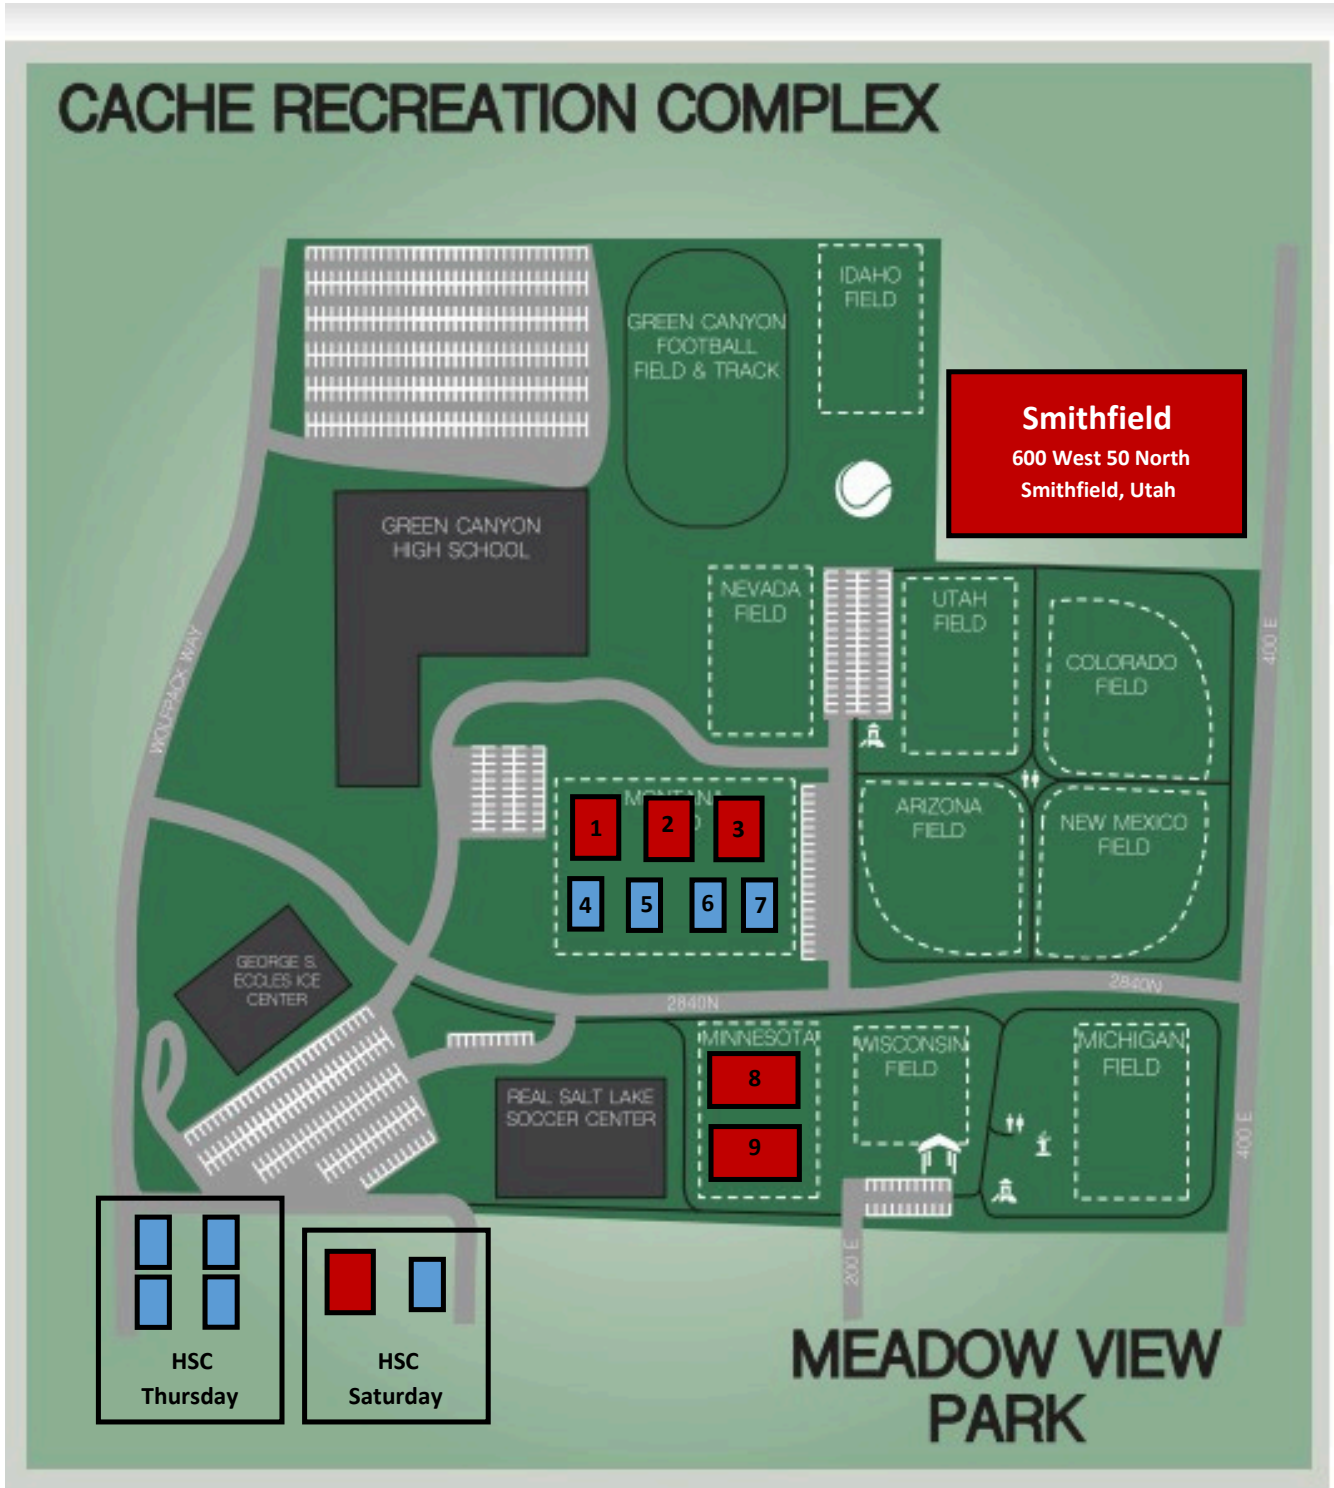 CACHE RECREATION COMPLEX
IDAHO
FIELD
GREEN CANYON
FOOTBALL
FIELD & TRACK
Smithfield
600 West 50 North
Smithfield, Utah
GREEN CANYON
HIGH SCHOOL
NEVADA
FIELD
UTAH
FIELD
COLORADO
FIELD
400 E
WOLFPACK WAY
MONTANA
D
1
2
3
4
5
6
7
ARIZONA
FIELD
NEW MEXICO
FIELD
GEORGE S.
ECCLES ICE
CENTER
2840N
2840N
MINNESOTA
8
9
WISCONSIN
FIELD
MICHIGAN
FIELD
REAL SALT LAKE
SOCCER CENTER
400 E
200 E
HSC
Thursday
HSC
Saturday
MEADOW VIEW
PARK